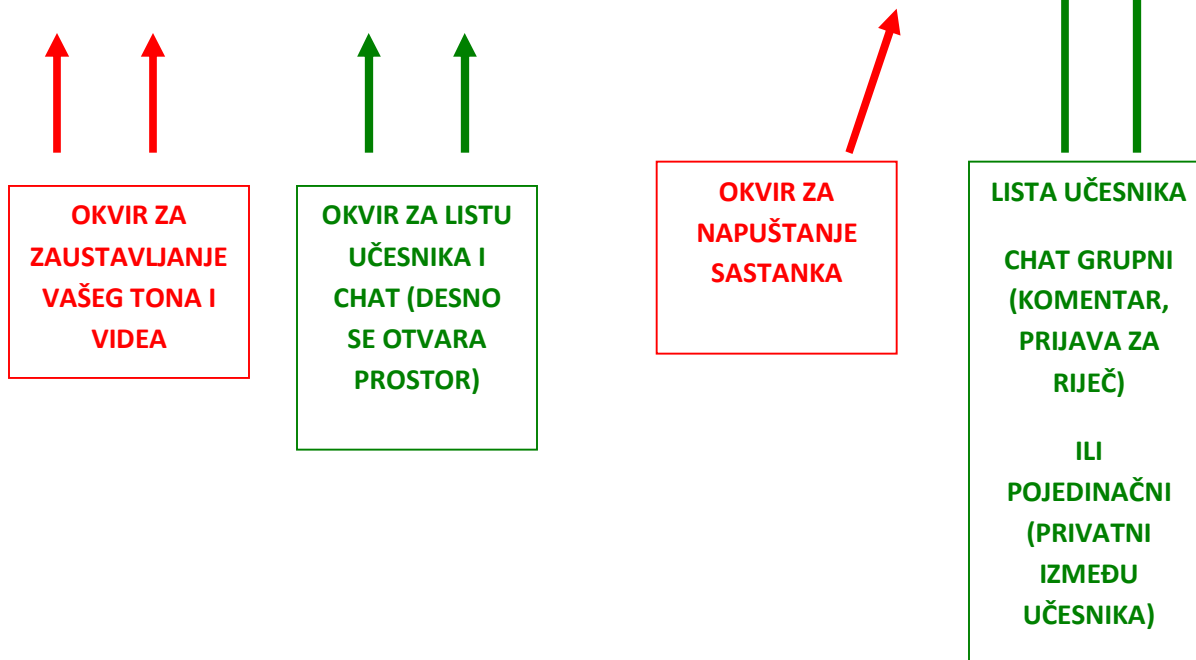 OKVIR ZA
ZAUSTAVLJANJE
VAŠEG TONA I
VIDEA
OKVIR ZA LISTU
UČESNIKA I
CHAT (DESNO
SE OTVARA
PROSTOR)
OKVIR ZA
NAPUŠTANJE
SASTANKA
LISTA UČESNIKA
CHAT GRUPNI
(KOMENTAR,
PRIJAVA ZA
RIJEČ)
ILI
POJEDINAČNI
(PRIVATNI
IZMEĐU
UČESNIKA)